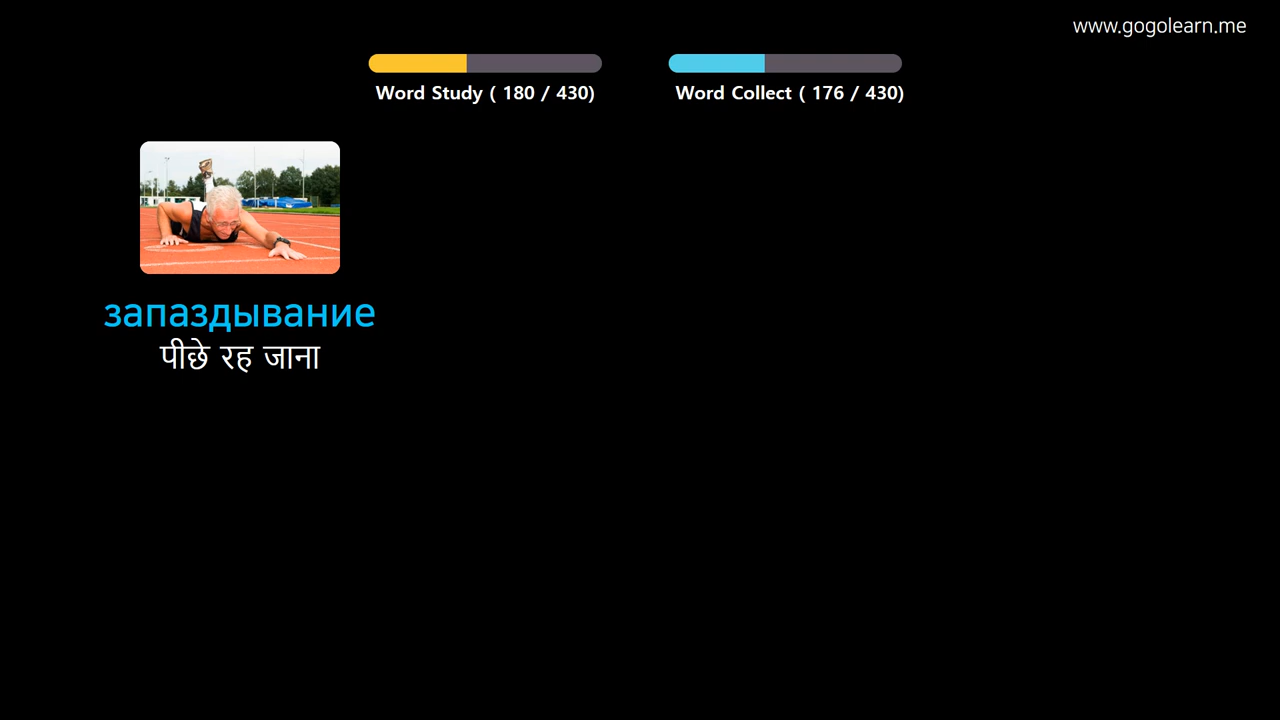 www.gogolearn.me
Word Study ( 180 / 430)
Word Collect ( 176 / 430)
запаздывание
पीछे रह जाना